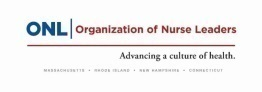 ONL Organization of Nurse Leaders
Advancing a culture of health.
MASSACHUSETTS • RHODE ISLAND • NEW HAMPSHIRE • CONNECTICUT